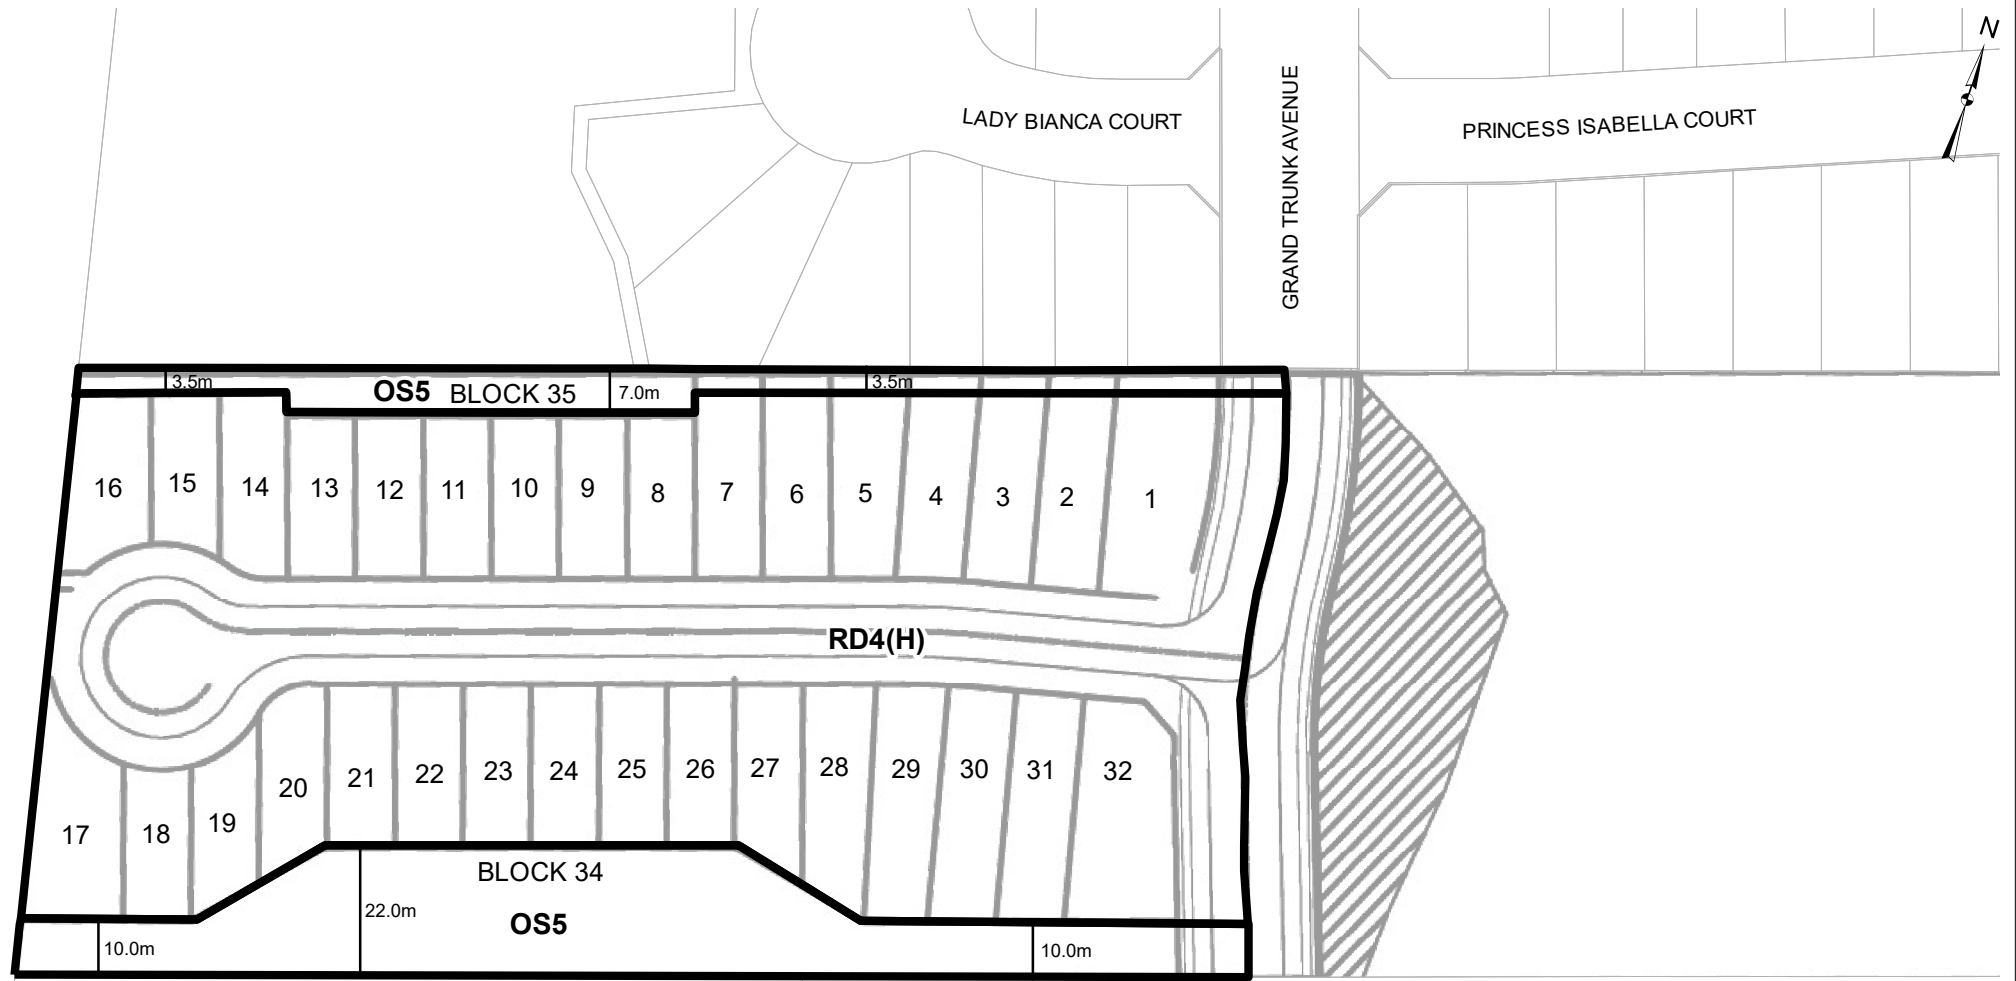 N
LADY BIANCA COURT
GRAND TRUNK AVENUE
PRINCESS ISABELLA COURT
3.5m
OS5 BLOCK 35
7.0m
3.5m
16
15
14
13
12
11
10
9
8
7
6
5
4
3
2
1
RD4(H)
17
18
19
20
21
22
23
24
25
26
27
28
29
30
31
32
BLOCK 34
22.0m
OS5
10.0m
10.0m